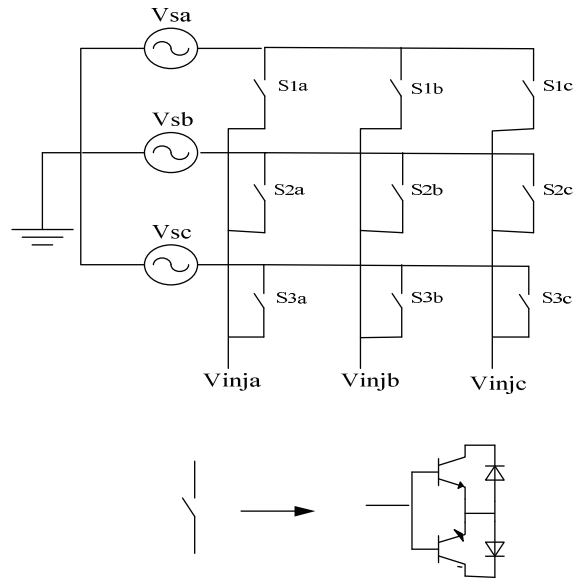 Vsa
S1a
S1b
S1c
Vsb
S2a
S2b
S2c
Vsc
S3a
S3b
S3c
Vinja
Vinjb
Vinjc